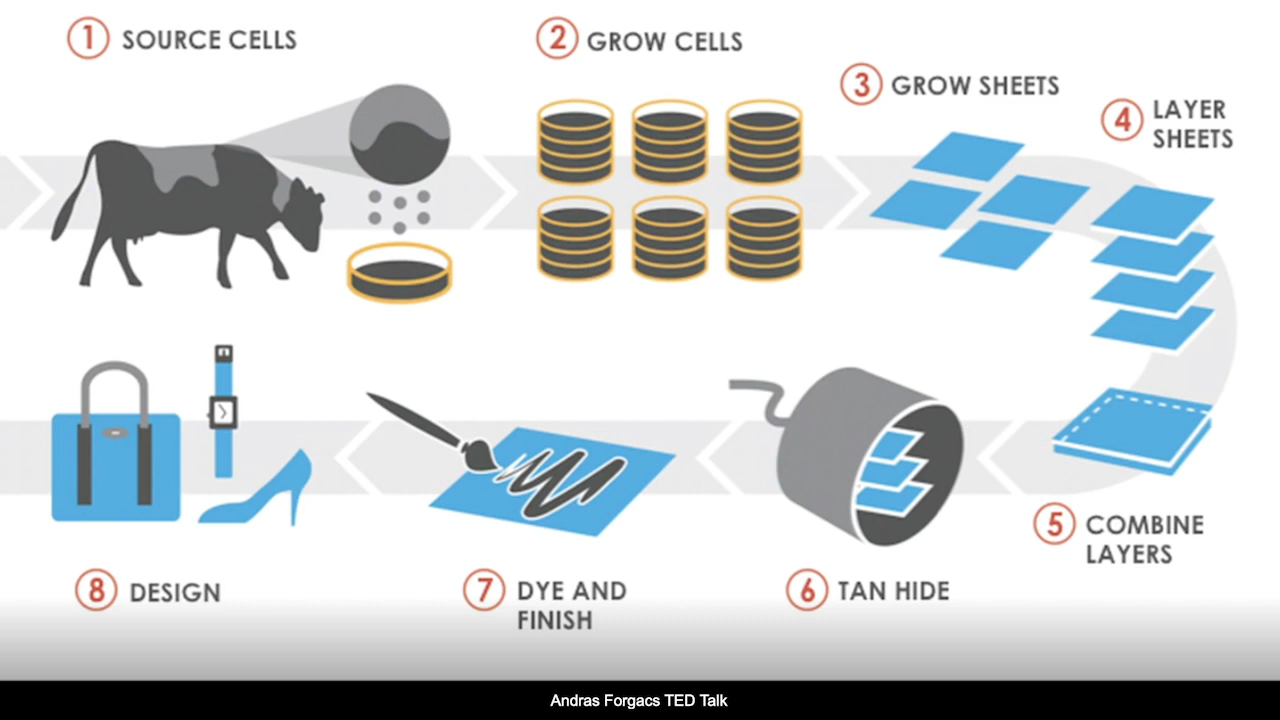 1 SOURCE CELLS
2 GROW CELLS
3 GROW SHEETS
4 LAYER
SHEETS
5 COMBINE
LAYERS
6 TAN HIDE
7 DYE AND
FINISH
8 DESIGN
Andras Forgacs TED Talk